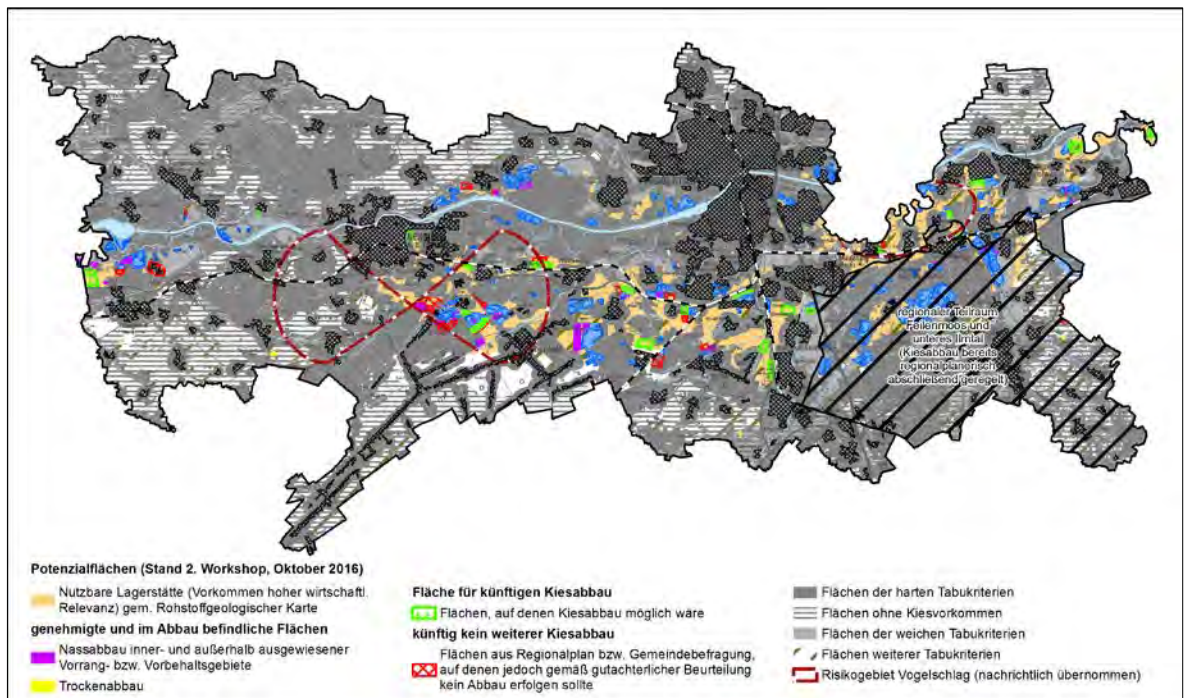 regionaler Teilraum
Feilenmoos und
unteres Ilmtal
(Kiesabbau bereits
regionalplanerisch
abschließend geregelt)
Potenzialflächen (Stand 2. Workshop, Oktober 2016)
Nutzbare Lagerstätte (Vorkommen hoher wirtschaftl.
Relevanz) gem. Rohstoffgeologischer Karte
genehmigte und im Abbau befindliche Flächen
Nassabbau inner- und außerhalb ausgewiesener
Vorrang- bzw. Vorbehaltsgebiete
Trockenabbau
Fläche für künftigen Kiesabbau
Flächen, auf denen Kiesabbau möglich wäre
künftig kein weiterer Kiesabbau
Flächen aus Regionalplan bzw. Gemeindebefragung,
auf denen jedoch gemäß gutachterlicher Beurteilung
kein Abbau erfolgen sollte
Flächen der harten Tabukriterien
Flächen ohne Kiesvorkommen
Flächen der weichen Tabukriterien
Flächen weiterer Tabukriterien
Risikogebiet Vogelschlag (nachrichtlich übernommen)